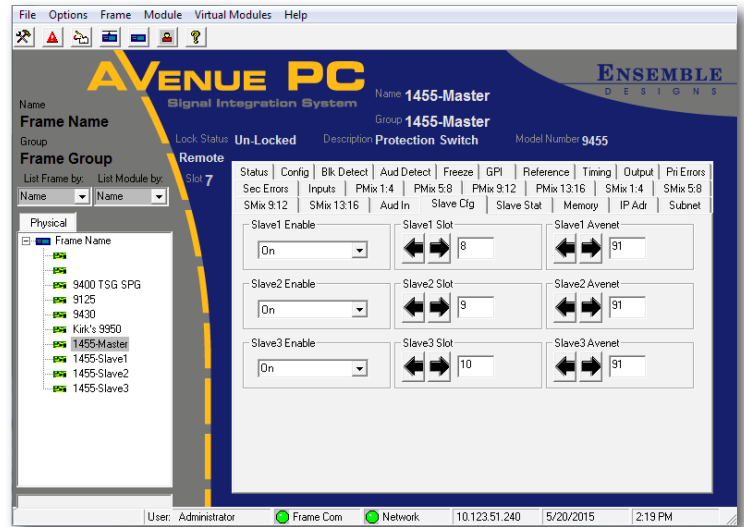 File Options Frame Module Virtual Modules Help
AVENUE PC
Signal Integration System
ENSEMBLE
DESIGNS
Name
Frame Name
Group
Frame Group
List Frame by: List Module by:
Name Name
Name 1455-Master
Group 1455-Master
Lock Status Un-Locked Description Protection Switch Model Number 9455
Remote
Slot 7
Physical
Frame Name
9400 TSG SPG
9125
9430
Kirk's 9950
1455-Master
1455-Slave1
1455-Slave2
1455-Slave3
Status Config Blk Detect Aud Detect Freeze GPI Reference Timing Output Pri Errors
Sec Errors Inputs PMix 1:4 PMix 5:8 PMix 9:12 PMix 13:16 SMix 1:4 SMix 5:8
SMix 9:12 SMix 13:16 Aud In Slave Cfg Slave Stat Memory IP Adr Subnet
Slave1 Enable Slave1 Slot Slave1 Avenet
On 8 91
Slave2 Enable Slave2 Slot Slave2 Avenet
On 9 91
Slave3 Enable Slave3 Slot Slave3 Avenet
On 10 91
User: Administrator Frame Com Network 10.123.51.240 5/20/2015 2:19 PM